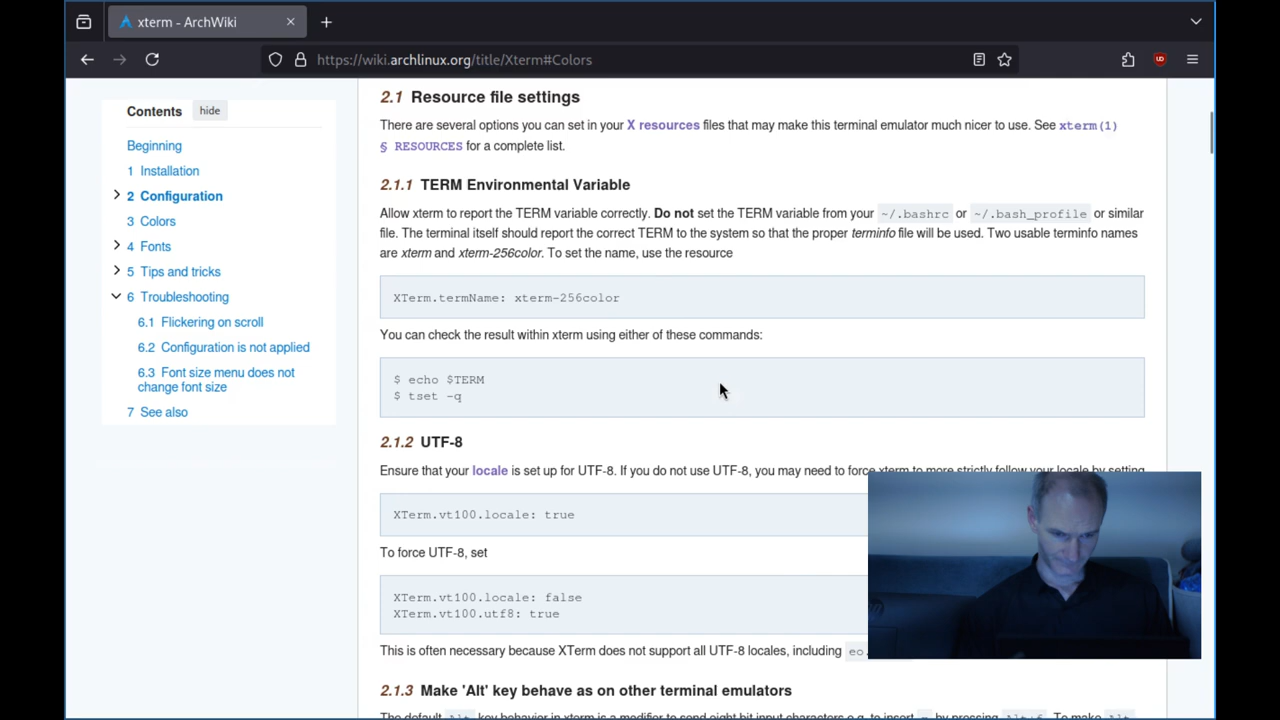 xterm - ArchWiki
https://wiki.archlinux.org/title/Xterm#Colors
Contents hide
Beginning
1 Installation
2 Configuration
3 Colors
4 Fonts
5 Tips and tricks
6 Troubleshooting
6.1 Flickering on scroll
6.2 Configuration is not applied
6.3 Font size menu does not
change font size
7 See also
2.1 Resource file settings
There are several options you can set in your X resources files that may make this terminal emulator much nicer to use. See xterm(1)
§ RESOURCES for a complete list.
2.1.1 TERM Environmental Variable
Allow xterm to report the TERM variable correctly. Do not set the TERM variable from your ~/.bashrc or ~/.bash_profile or similar
file. The terminal itself should report the correct TERM to the system so that the proper terminfo file will be used. Two usable terminfo names
are xterm and xterm-256color. To set the name, use the resource
XTerm.termName: xterm-256color
You can check the result within xterm using either of these commands:
$ echo $TERM
$ tset -q
2.1.2 UTF-8
Ensure that your locale is set up for UTF-8. If you do not use UTF-8, you may need to force xterm to more strictly follow your locale by setting
XTerm.vt100.locale: true
To force UTF-8, set
XTerm.vt100.locale: false
XTerm.vt100.utf8: true
This is often necessary because XTerm does not support all UTF-8 locales, including eo.
2.1.3 Make 'Alt' key behave as on other terminal emulators